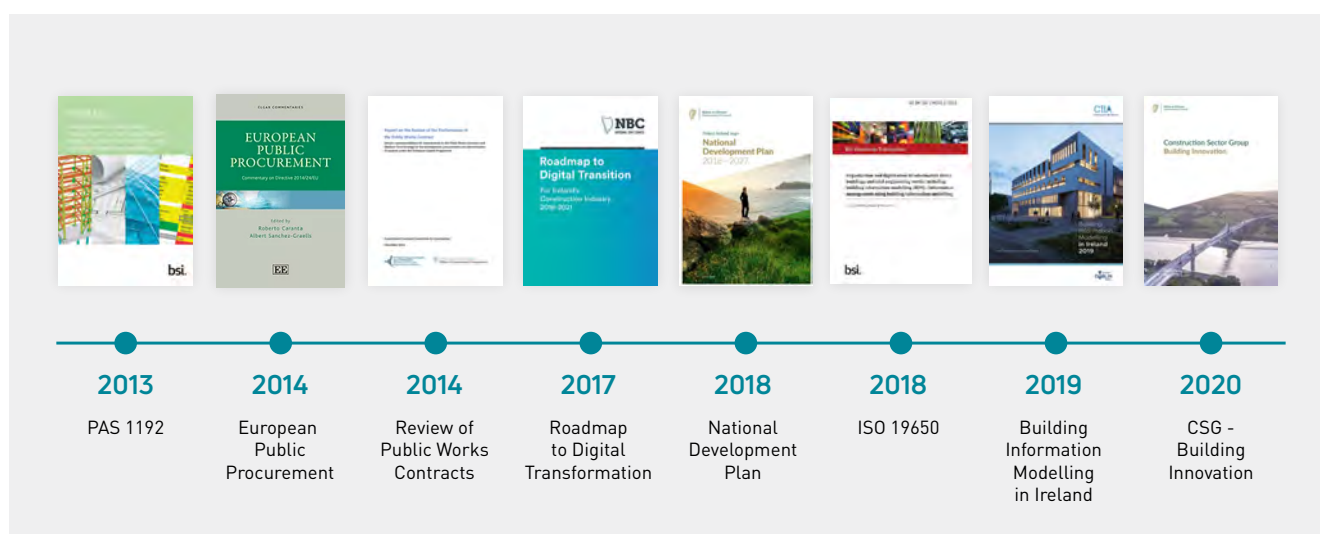 bsi.
ELGAR COMMENTARIES
EUROPEAN
PUBLIC
PROCUREMENT
Commentary on Directive 2014/24/EU
Edited by
Roberto Caranta
Albert Sanchez-Graells
EE
NBC
Roadmap to
Digital Transition
For Ireland's
Construction Industry
2018-2021
National
Development Plan
2018—2027
bsi.
CITA
Modelling
in Ireland
2019
Construction Sector Group
Building Innovation
2013
PAS 1192
2014
European
Public
Procurement
2014
Review of
Public Works
Contracts
2017
Roadmap
to Digital
Transformation
2018
National
Development
Plan
2018
ISO 19650
2019
Building
Information
Modelling
in Ireland
2020
CSG -
Building
Innovation